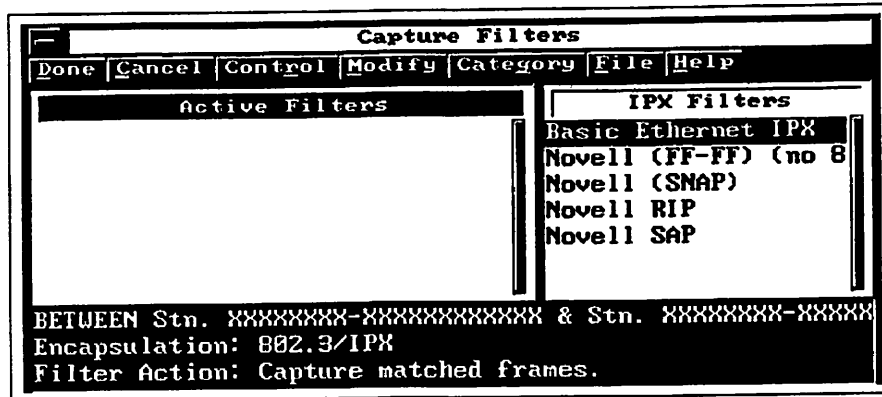 Capture Filters
Done Cancel Control Modify Category File Help
Active Filters
IPX Filters
Basic Ethernet IPX
Novell (FF-FF) (no 8
Novell (SNAP)
Novell RIP
Novell SAP
BETWEEN Stn. XXXXXXXX-XXXXXXXXXXXX & Stn. XXXXXXXX-XXXXX
Encapsulation: 802.3/IPX
Filter Action: Capture matched frames.